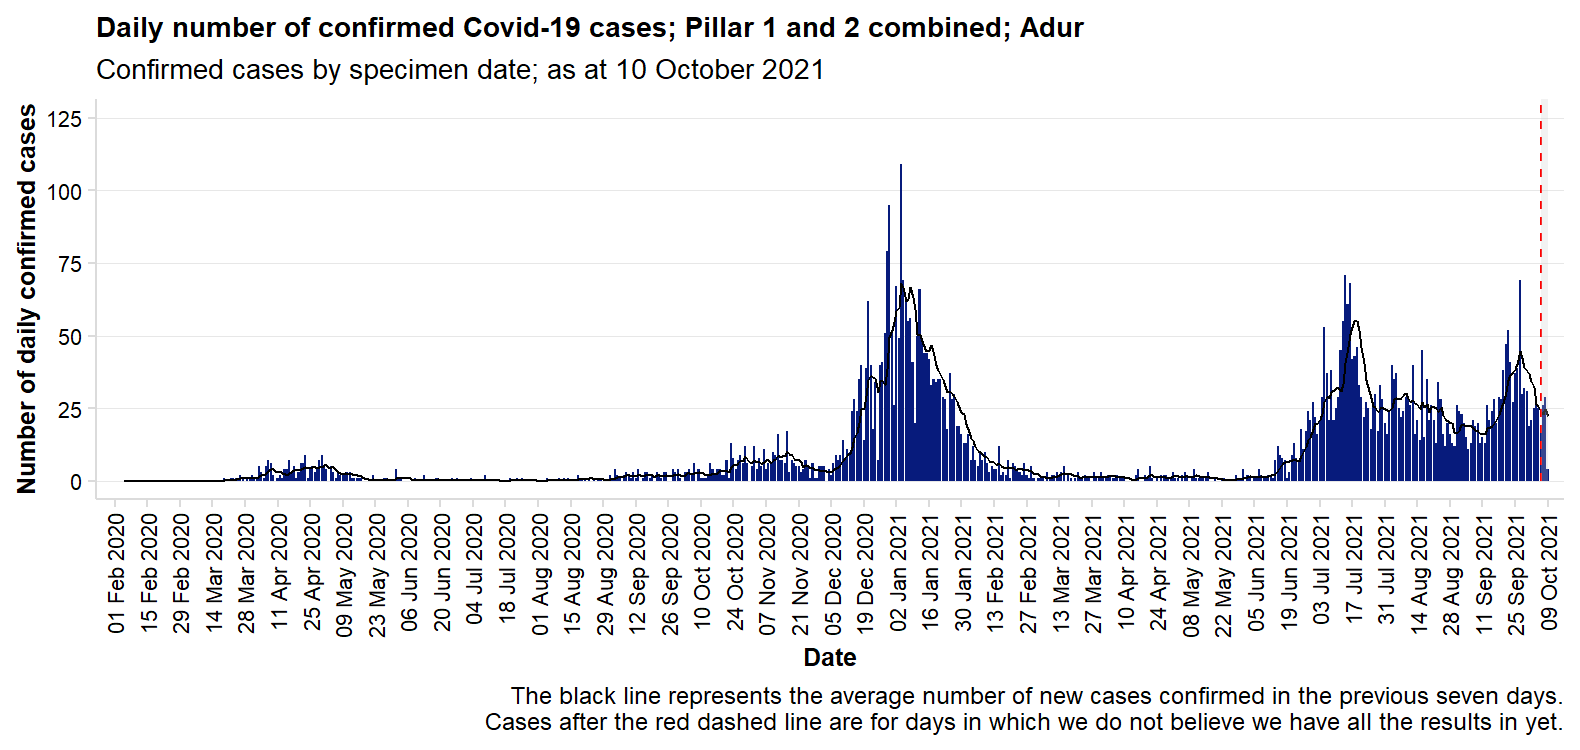 Daily number of confirmed Covid-19 cases; Pillar 1 and 2 combined; Adur
Confirmed cases by specimen date; as at 10 October 2021
Number of daily confirmed cases
125
100
75
50
25
0
01 Feb 2020
15 Feb 2020
29 Feb 2020
14 Mar 2020
28 Mar 2020
11 Apr 2020
25 Apr 2020
09 May 2020
23 May 2020
06 Jun 2020
20 Jun 2020
04 Jul 2020
18 Jul 2020
01 Aug 2020
15 Aug 2020
29 Aug 2020
12 Sep 2020
26 Sep 2020
10 Oct 2020
24 Oct 2020
07 Nov 2020
21 Nov 2020
05 Dec 2020
19 Dec 2020
02 Jan 2021
16 Jan 2021
30 Jan 2021
13 Feb 2021
27 Feb 2021
13 Mar 2021
27 Mar 2021
10 Apr 2021
24 Apr 2021
08 May 2021
22 May 2021
05 Jun 2021
19 Jun 2021
03 Jul 2021
17 Jul 2021
31 Jul 2021
14 Aug 2021
28 Aug 2021
11 Sep 2021
25 Sep 2021
09 Oct 2021
Date
The black line represents the average number of new cases confirmed in the previous seven days.
Cases after the red dashed line are for days in which we do not believe we have all the results in yet.